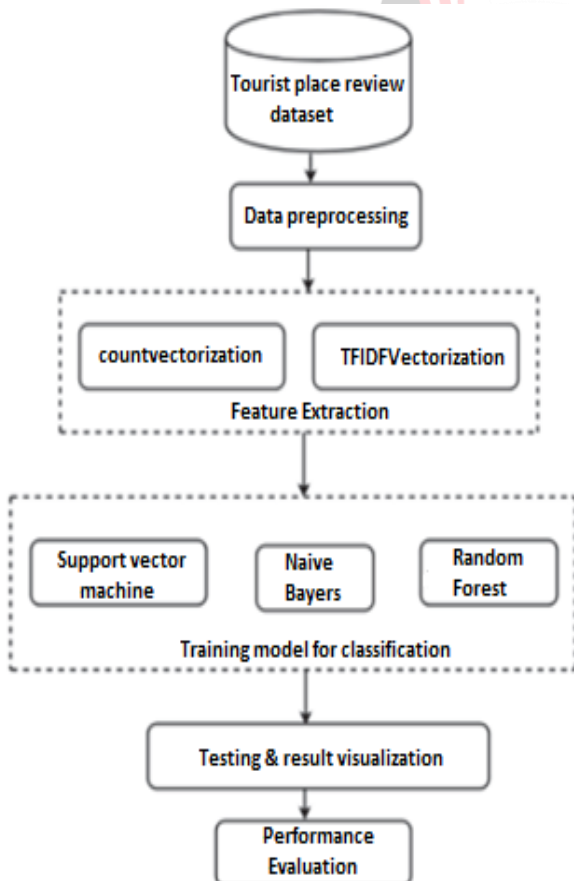 Tourist place review
dataset
Data preprocessing
countvectorization
TFIDFVectorization
Feature Extraction
Support vector
machine
Naive
Bayers
Random
Forest
Training model for classification
Testing & result visualization
Performance
Evaluation